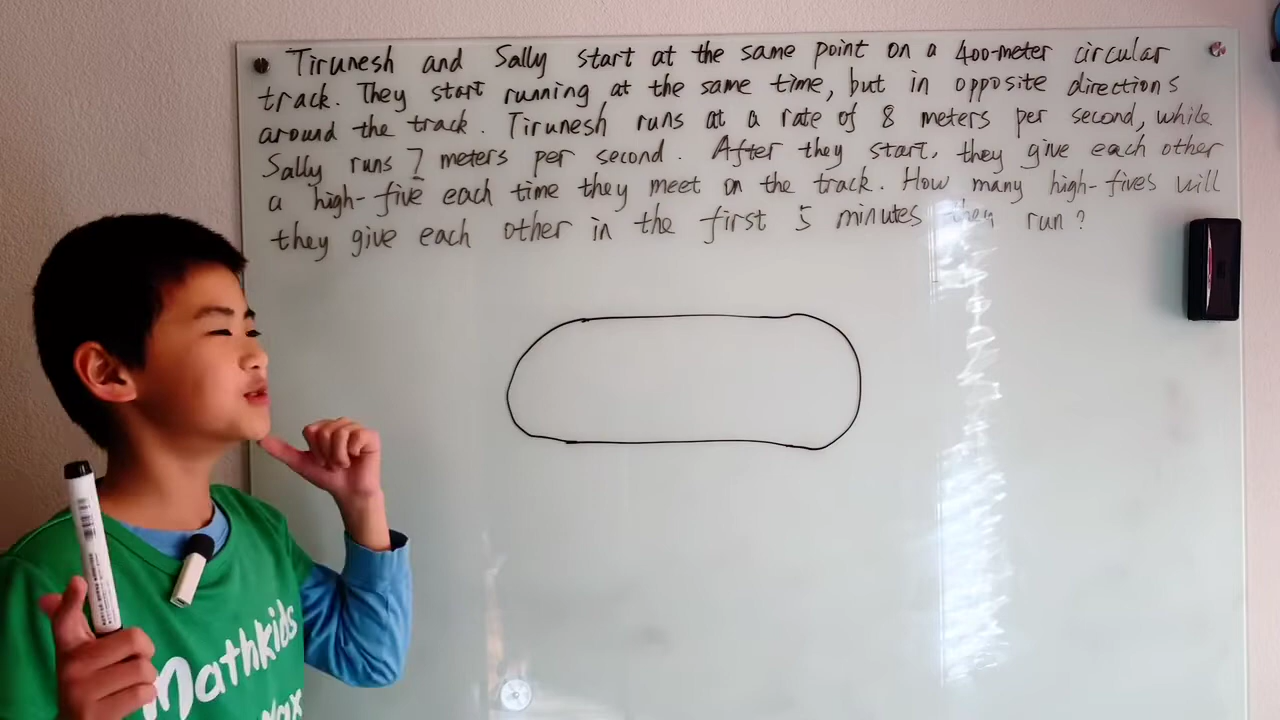 Tirunesh and Sally start at the same point on a 400-meter circular
track. They start running at the same time, but in opposite directions
around the track. Tirunesh runs at a rate of 8 meters per second, while
Sally runs 7 meters per second. After they start, they give each other
a high-five each time they meet on the track. How many high-fives will
they give each other in the first 5 minutes they run?
Mathkids